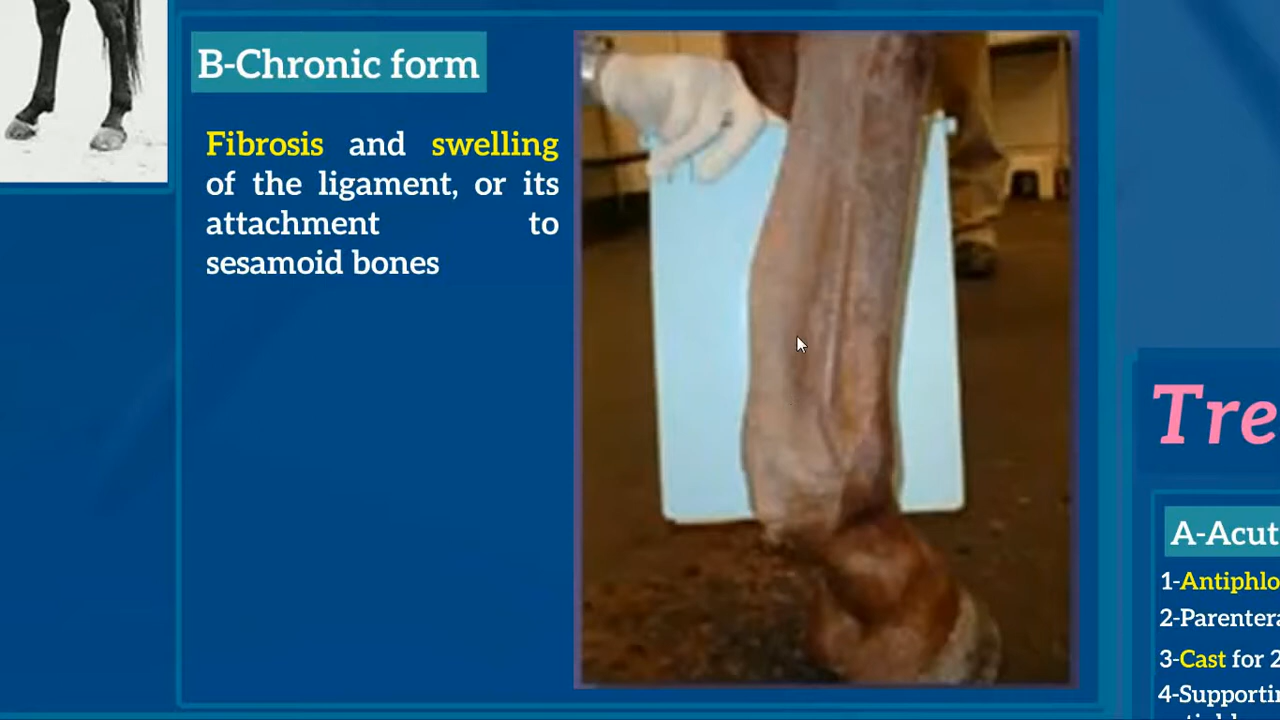 B-Chronic form
Fibrosis and swelling
of the ligament, or its
attachment to
sesamoid bones
Tre
A-Acut
1-Antiphlo
2-Parentera
3-Cast for 2
4-Supportin